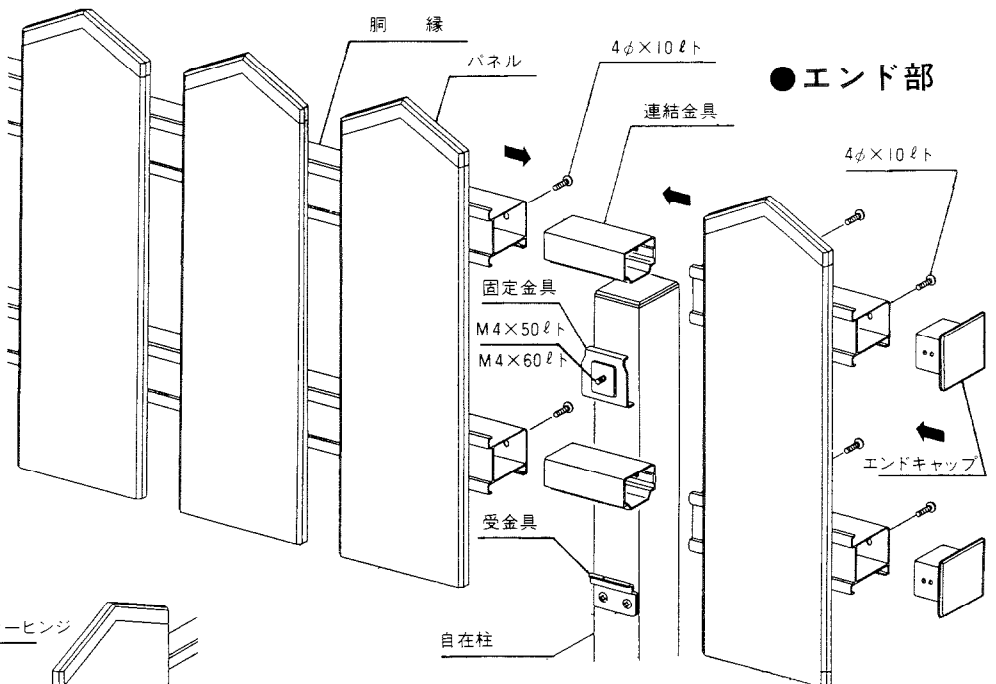 胴 縁
パネル
4φ×10ℓト
●エンド部
連結金具
4φ×10ℓト
固定金具
M4×50ℓト
M4×60ℓト
エンドキャップ
受金具
ーヒンジ
自在柱